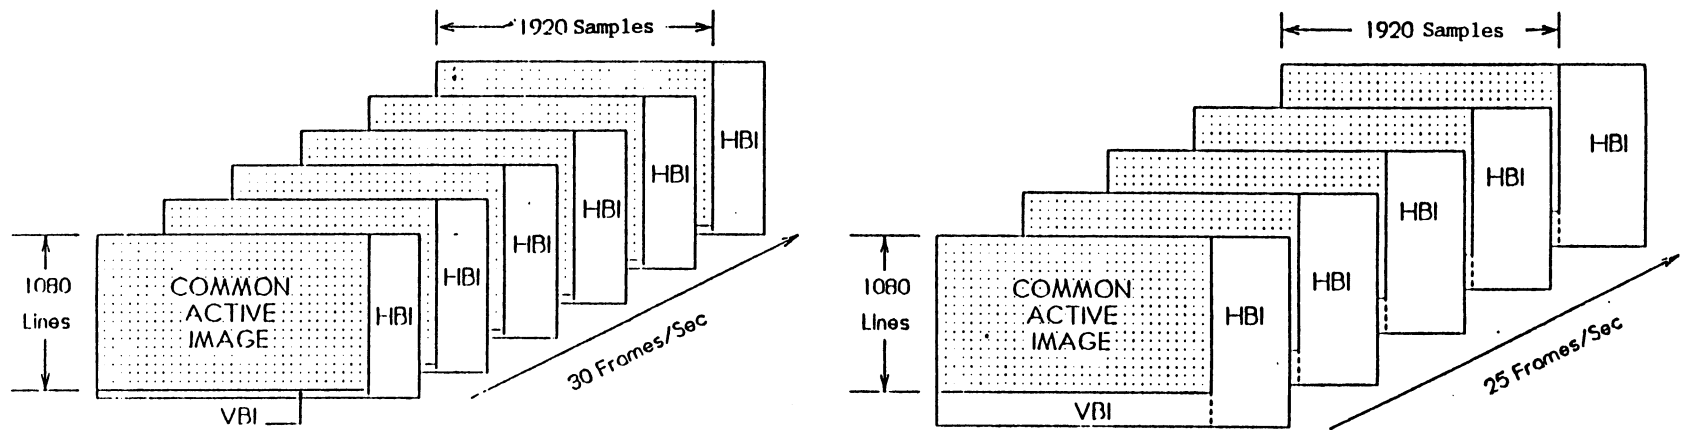 1920 Samples
HBI
HBI
HBI
HBI
HBI
HBI
1080
Lines
COMMON
ACTIVE
IMAGE
VBI
30 Frames/Sec
1920 Samples
HBI
HBI
HBI
HBI
HBI
1080
Lines
COMMON
ACTIVE
IMAGE
VBI
25 Frames/Sec